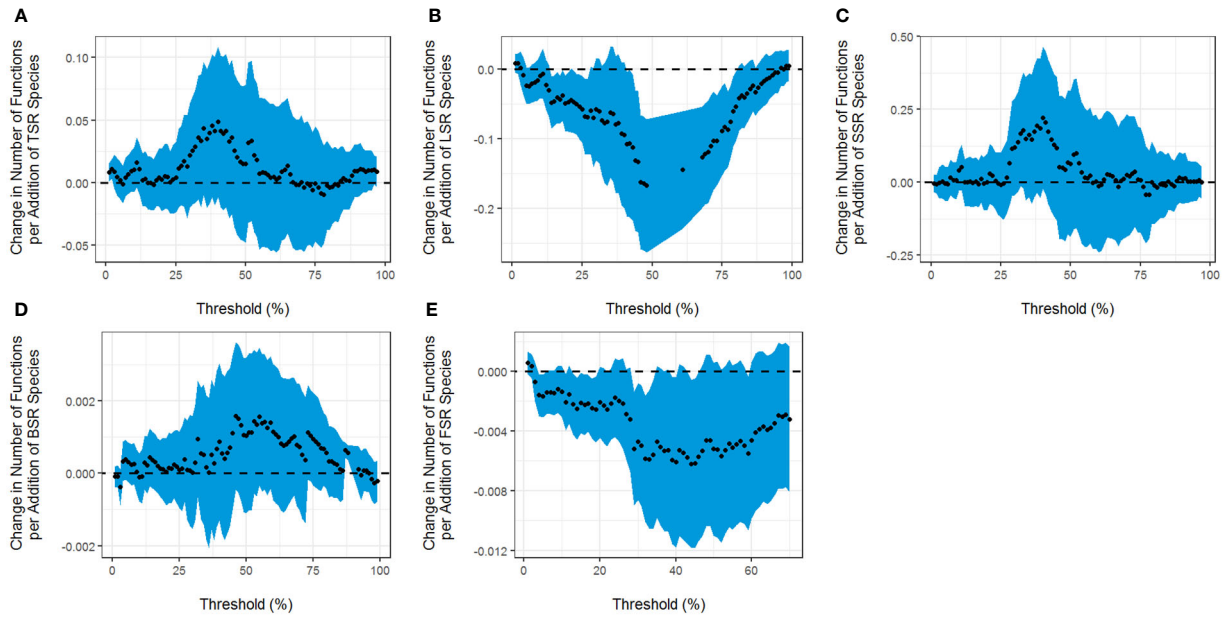 A
Change in Number of Functions
per Addition of TSR Species
0.10
0.05
0.00
-0.05
0
25
50
75
100
Threshold (%)
B
Change in Number of Functions
per Addition of LSR Species
0.0
-0.1
-0.2
0
25
50
75
100
Threshold (%)
C
Change in Number of Functions
per Addition of SSR Species
0.50
0.25
0.00
-0.25
0
25
50
75
100
Threshold (%)
D
Change in Number of Functions
per Addition of BSR Species
0.002
0.000
-0.002
0
25
50
75
100
Threshold (%)
E
Change in Number of Functions
per Addition of FSR Species
0.000
-0.004
-0.008
-0.012
0
20
40
60
Threshold (%)